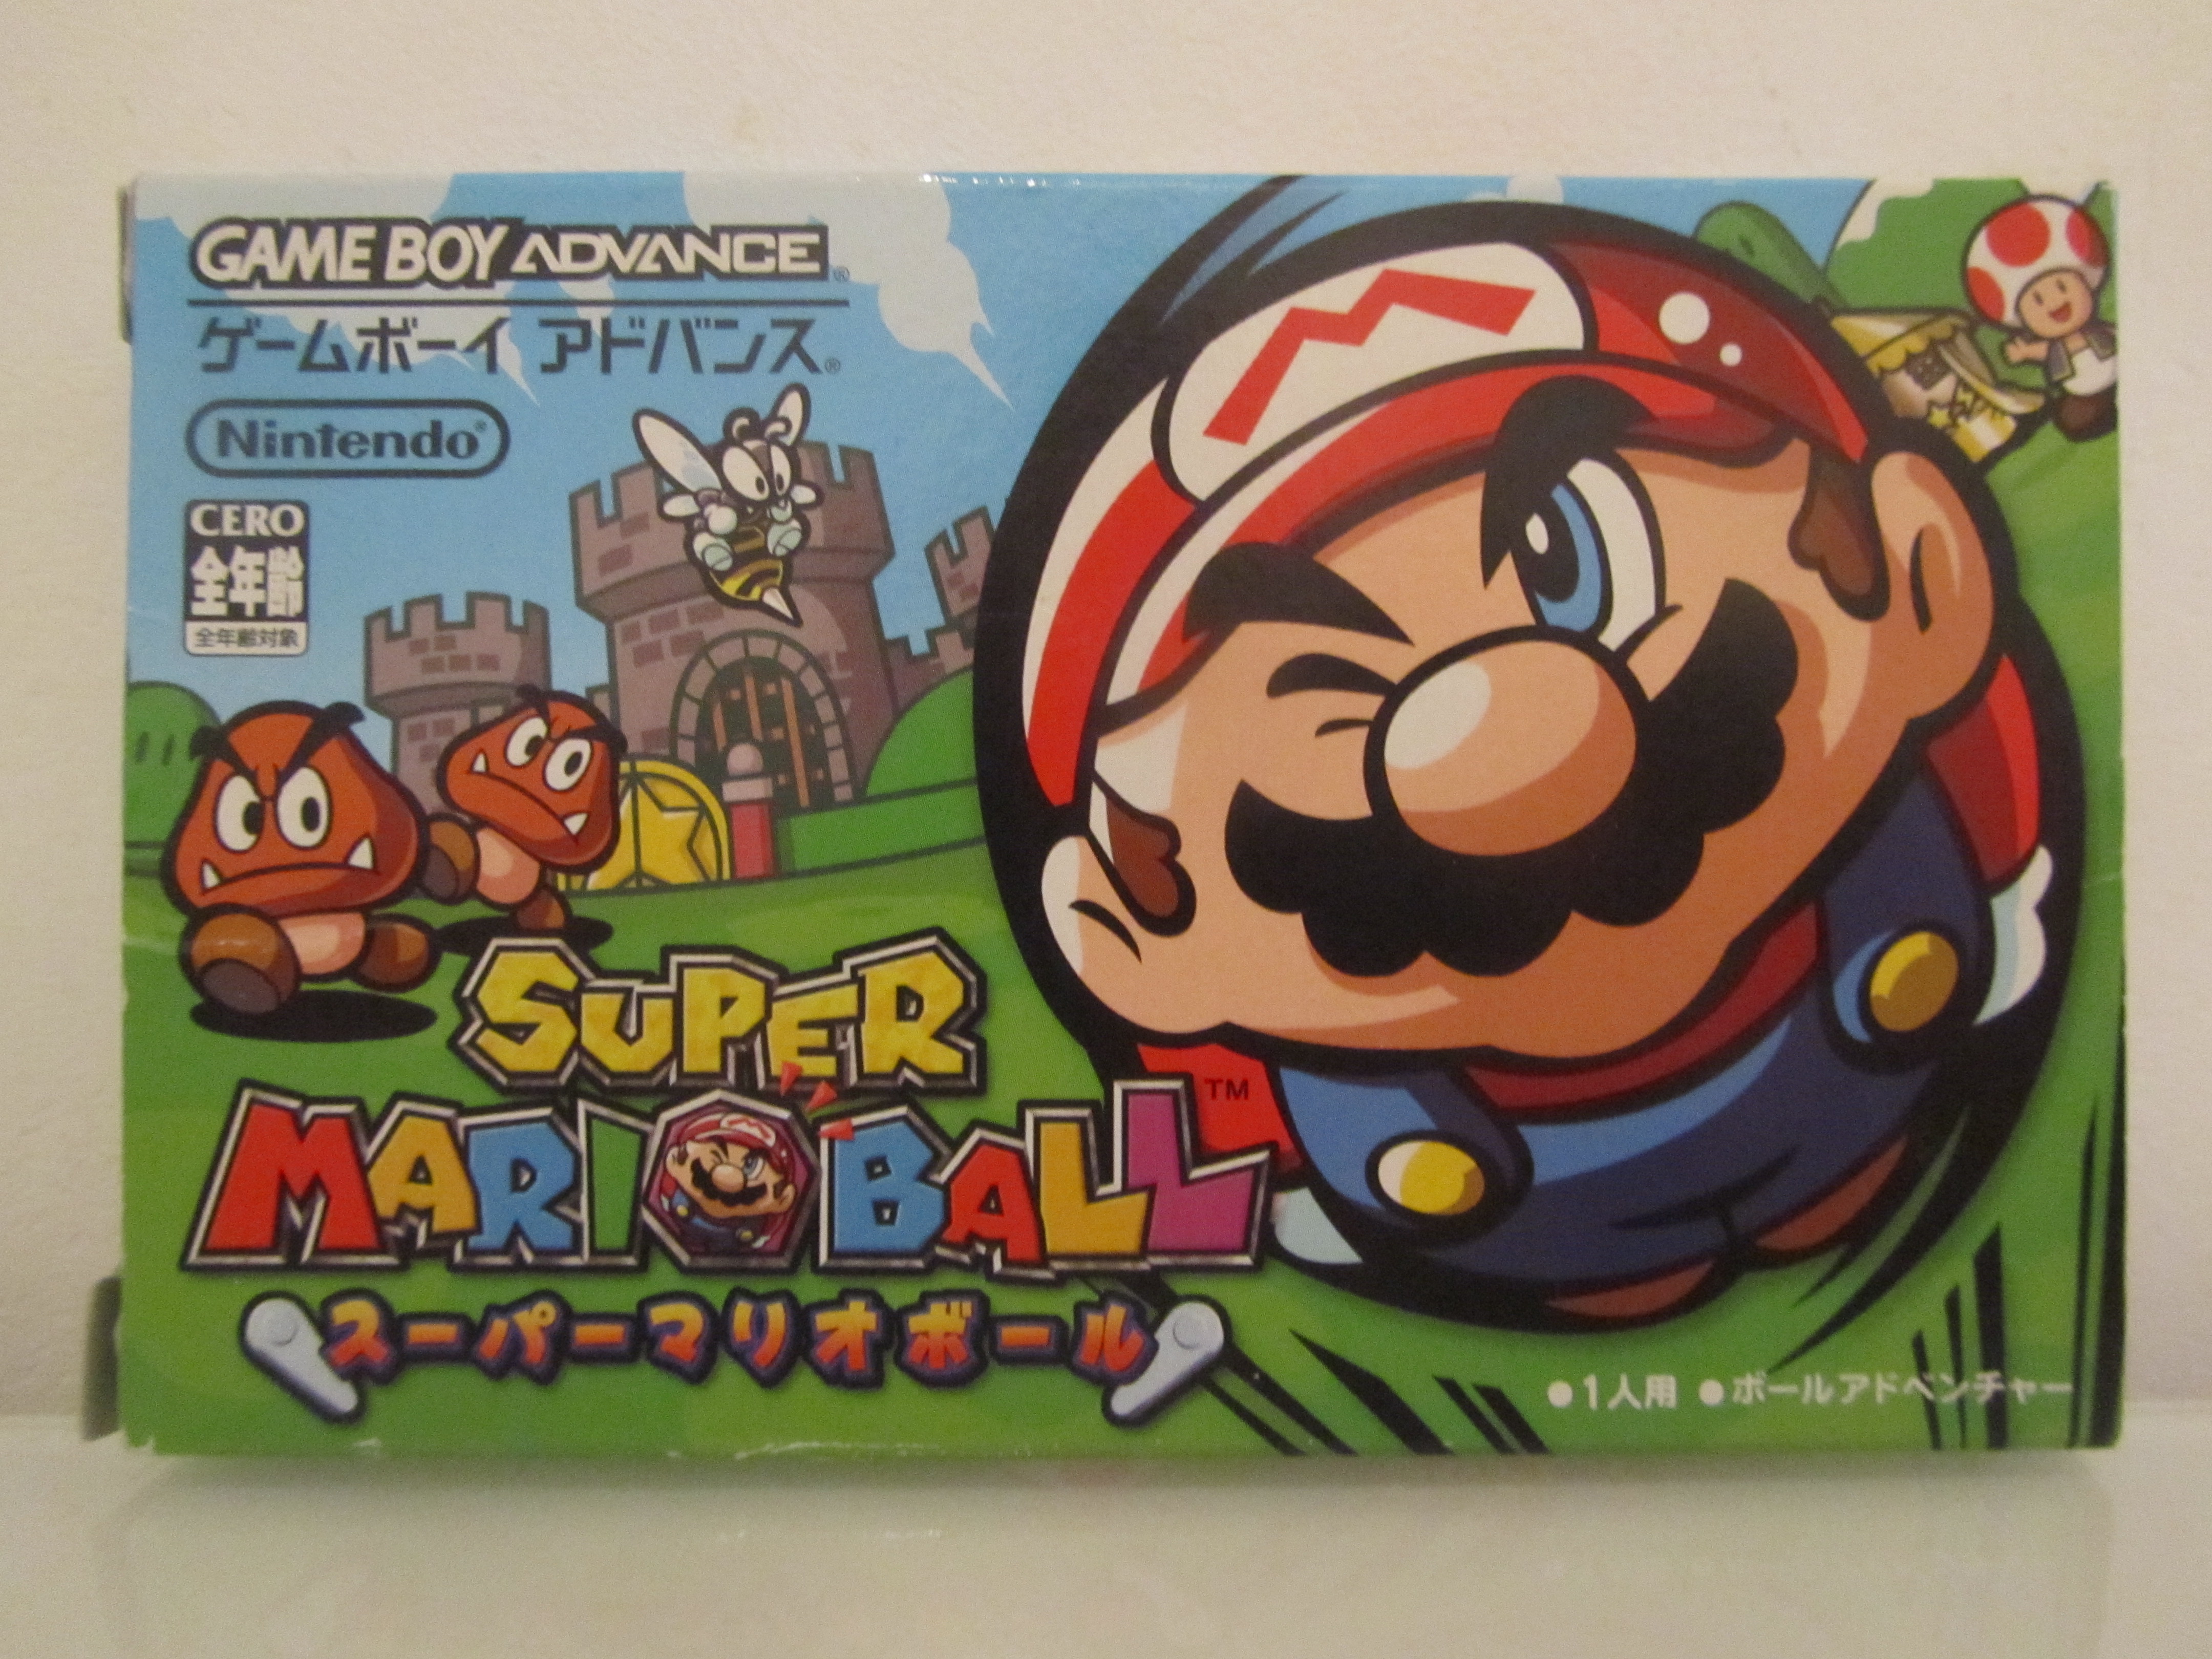 GAME BOY ADVANCE®
ゲームボーイ アドバンス®
Nintendo®
CERO
全年齢
全年齢対象
SUPER
MARIO BALL™
スーパーマリオボール
●1人用 ●ボールアドベンチャー